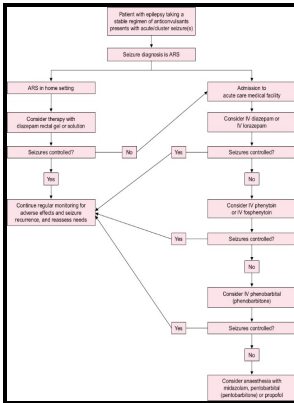 Patient with epilepsy taking a
stable regimen of anticonvulsants
presents with acute/cluster seizure(s)
Seizure diagnosis is ARS
ARS in home setting
Admission to
acute care medical facility
Consider therapy with
diazepam rectal gel or solution
Consider IV diazepam or
IV lorazepam
Seizures controlled?
No
Yes
Seizures controlled?
Yes
No
Continue regular monitoring for
adverse effects and seizure
recurrence, and reassess needs
Consider IV phenytoin
or IV fosphenytoin
Yes
Seizures controlled?
No
Consider IV phenobarbital
(phenobarbitone)
Yes
Seizures controlled?
No
Consider anaesthesia with
midazolam, pentobarbital
(pentobarbitone) or propofol